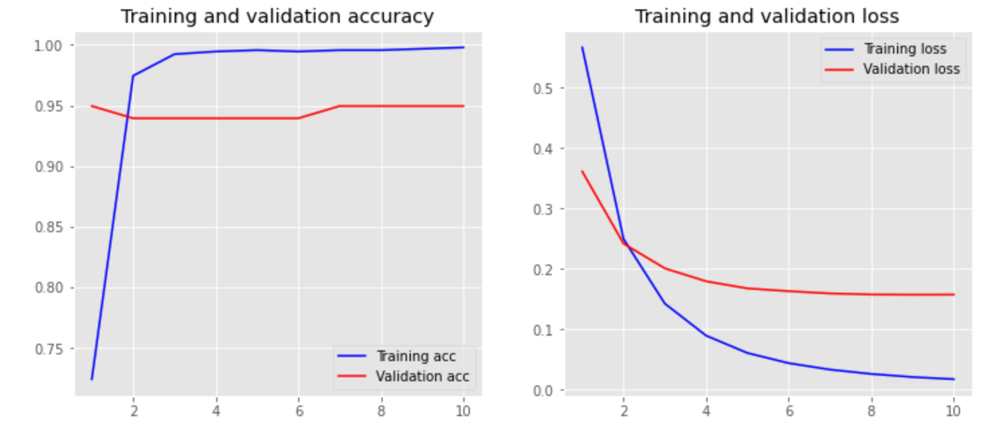 Training and validation accuracy
1.00
0.95
0.90
0.85
0.80
0.75
Training acc
Validation acc
2 4 6 8 10
Training and validation loss
Training loss
Validation loss
0.5
0.4
0.3
0.2
0.1
0.0
2 4 6 8 10